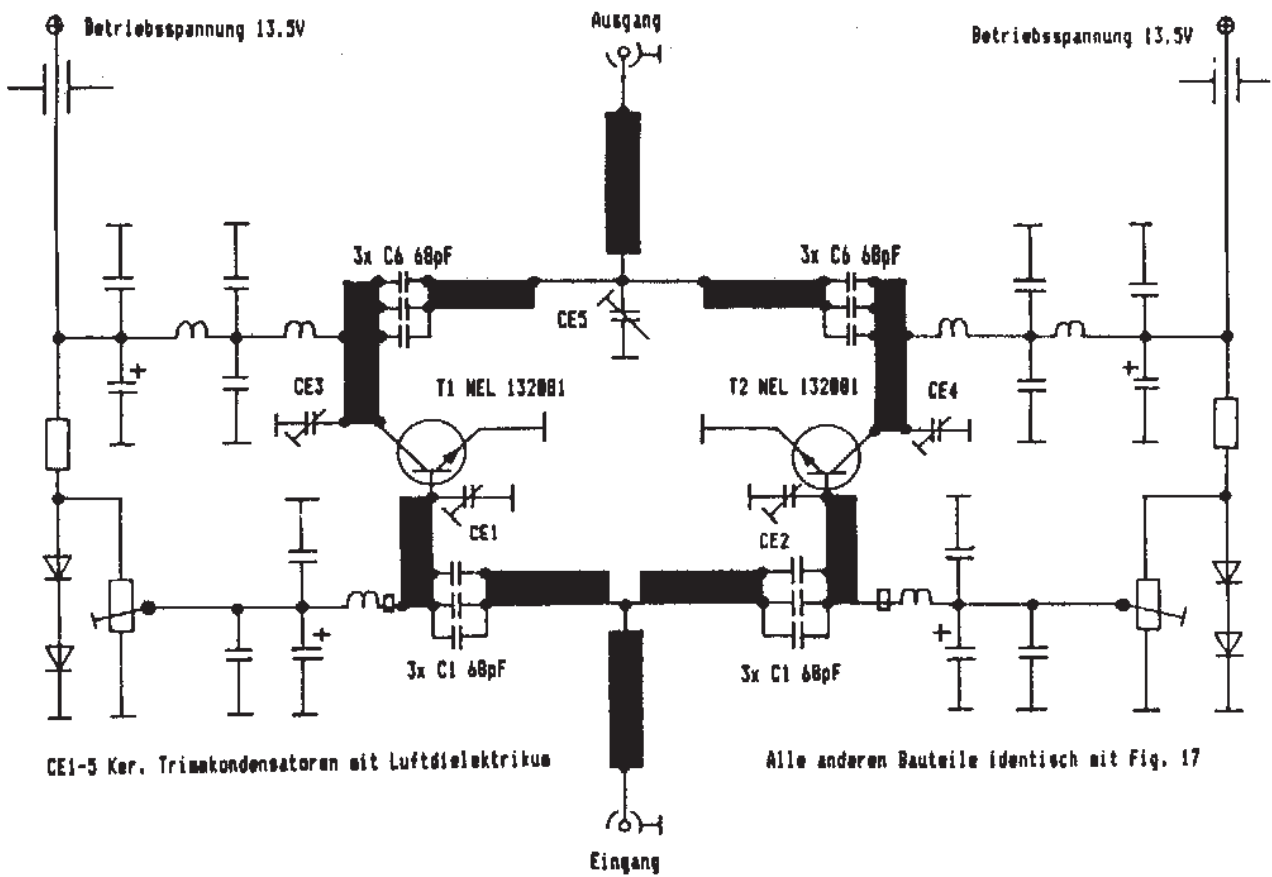 Ausgang
Betriebsspannung 13.5V
Betriebsspannung 13.5V
3x C6 68pF
3x C6 68pF
CE5
CE3
T1 NEL 132081
T2 NEL 132081
CE4
CE1
CE2
3x C1 68pF
3x C1 68pF
CE1-5 Ker. Trimmkondensatoren mit Luftdielektrikum
Alle anderen Bauteile identisch mit Fig. 17
Eingang